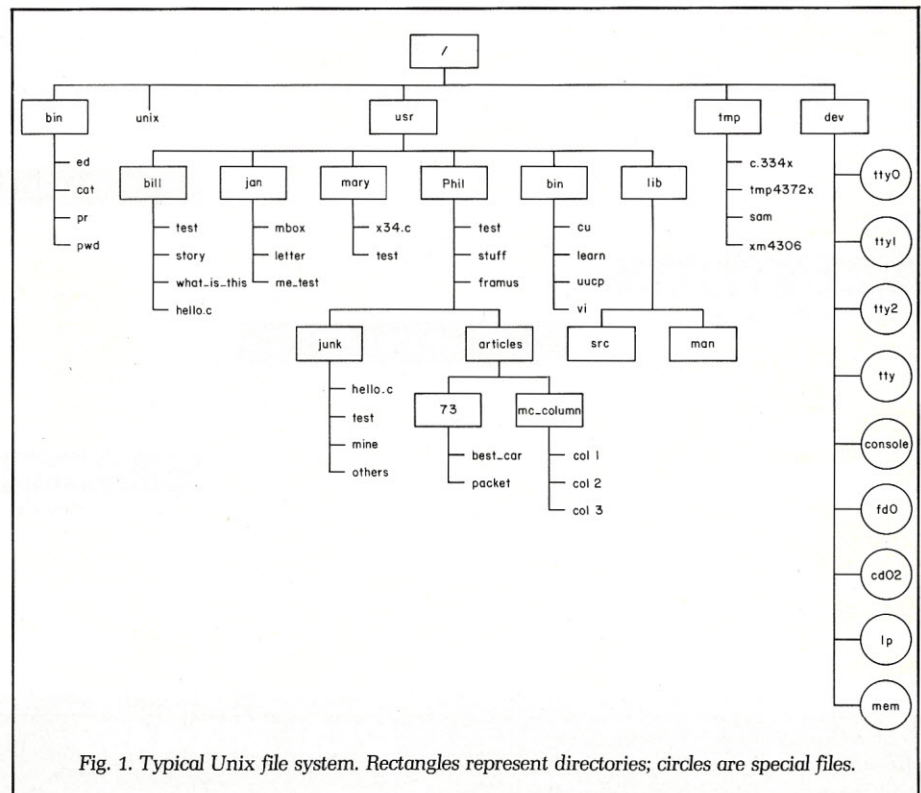 /
bin
unix
usr
tmp
dev
ed
cat
pr
pwd
bill
jan
mary
Phil
bin
lib
test
story
what_is_this
hello.c
mbox
letter
me_test
x34.c
test
test
stuff
framus
cu
learn
uucp
vi
c.334x
tmp4372x
sam
xm4306
junk
articles
src
man
hello.c
test
mine
others
73
mc_column
best_car
packet
col 1
col 2
col 3
tty0
tty1
tty2
tty
console
fd0
cd02
lp
mem
Fig. 1. Typical Unix file system. Rectangles represent directories; circles are special files.